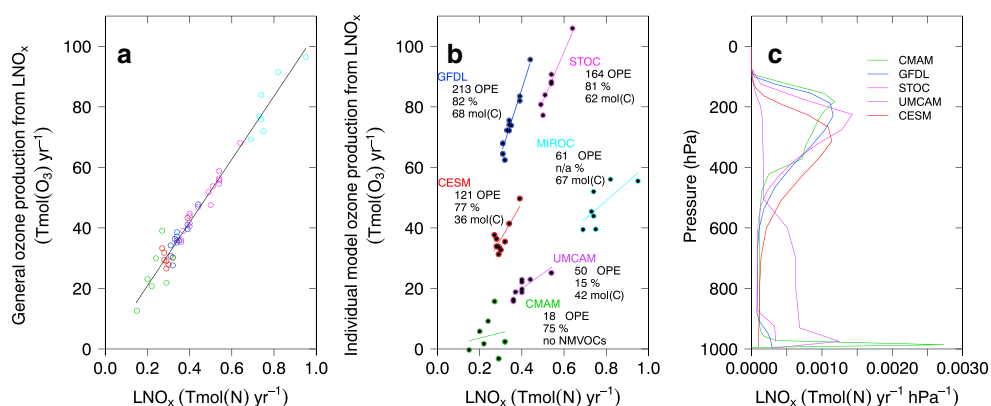 a
General ozone production from LNOx
(Tmol(O3) yr−1)
100
80
60
40
20
0
0 0.2 0.4 0.6 0.8 1.0
LNOx (Tmol(N) yr−1)
b
Individual model ozone production from LNOx
(Tmol(O3) yr−1)
100
80
60
40
20
0
0 0.2 0.4 0.6 0.8 1.0
LNOx (Tmol(N) yr−1)
GFDL
213 OPE
82 %
68 mol(C)
STOC
164 OPE
81 %
62 mol(C)
MIROC
61 OPE
n/a %
67 mol(C)
CESM
121 OPE
77 %
36 mol(C)
UMCAM
50 OPE
15 %
42 mol(C)
CMAM
18 OPE
75 %
no NMVOCs
c
Pressure (hPa)
0
200
400
600
800
1000
0.000 0.0010 0.0020 0.0030
LNOx (Tmol(N) yr−1 hPa−1)
CMAM
GFDL
STOC
UMCAM
CESM